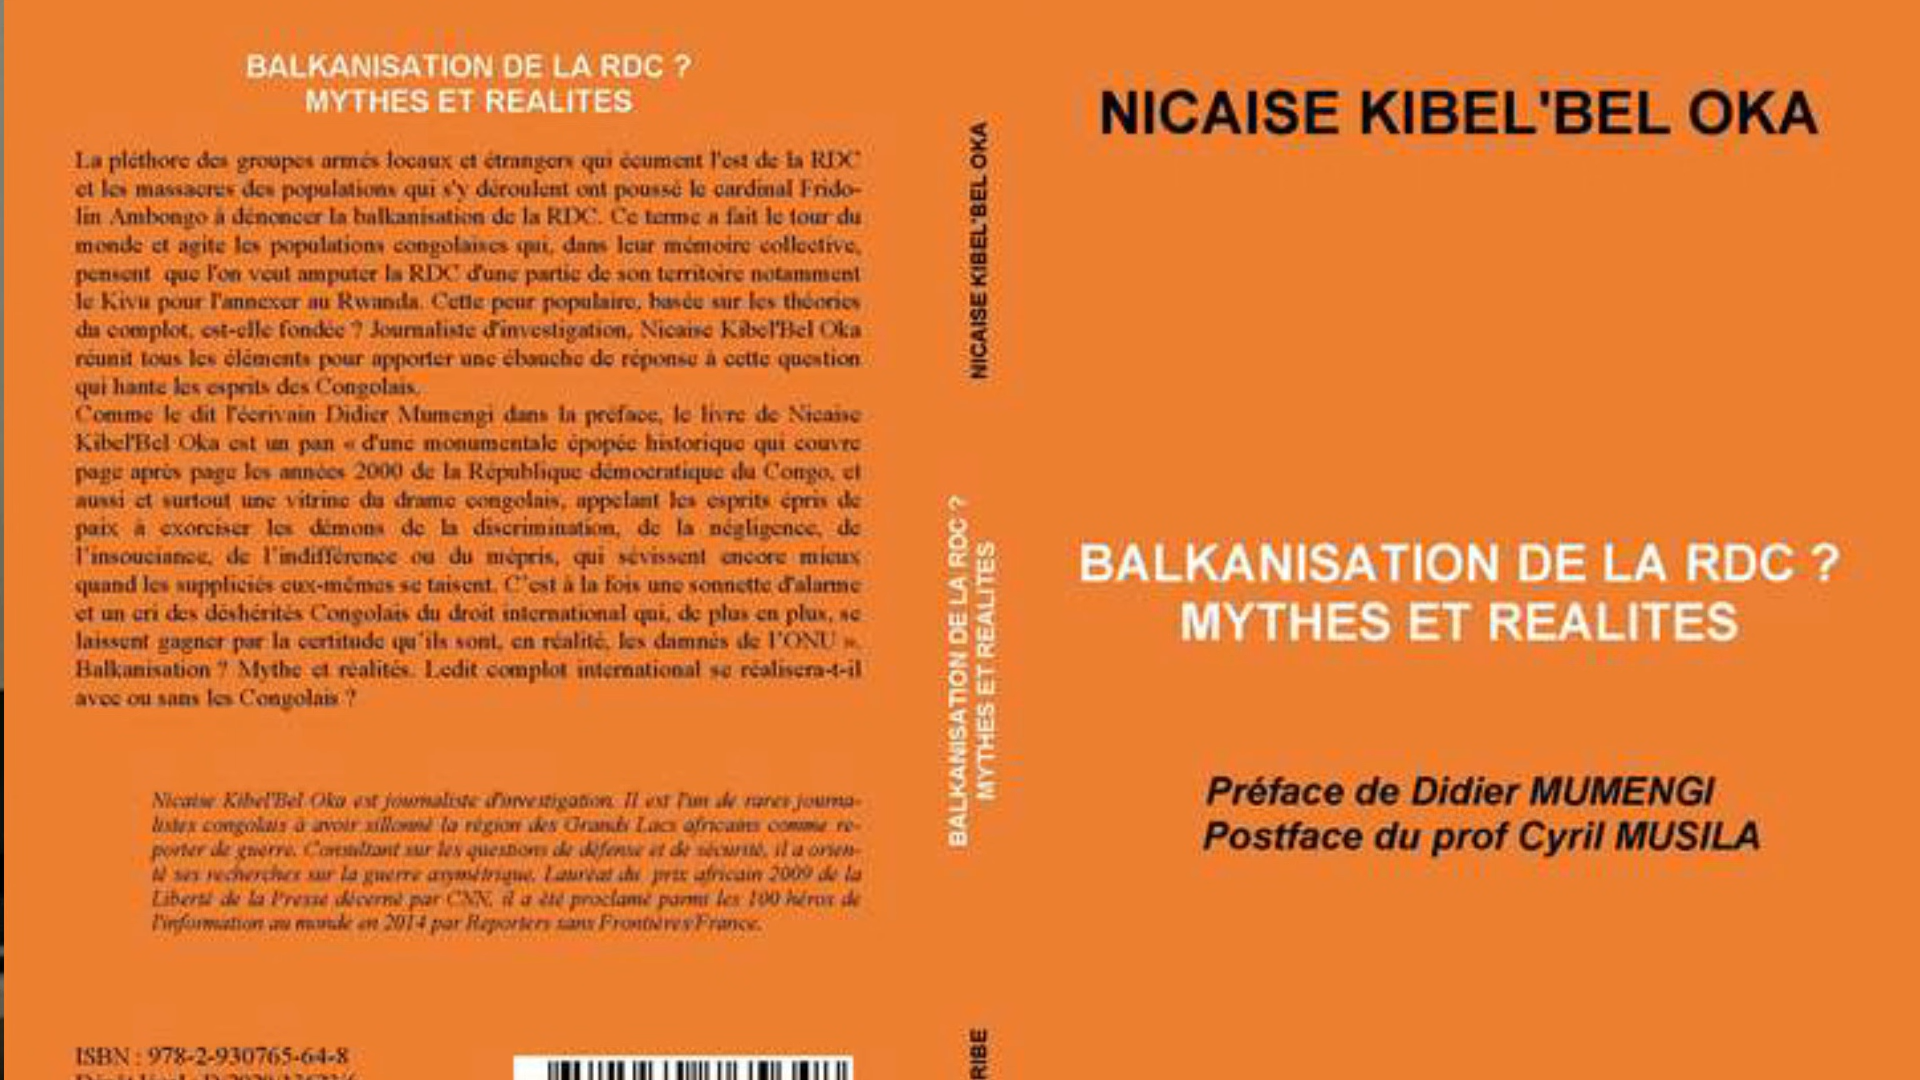 BALKANISATION DE LA RDC ?
MYTHES ET REALITES
La pléthore des groupes armés locaux et étrangers qui écument l'est de la RDC
et les massacres des populations qui s'y déroulent ont poussé le cardinal Frido-
lin Ambongo à dénoncer la balkanisation de la RDC. Ce terme a fait le tour du
monde et agite les populations congolaises qui, dans leur mémoire collective,
pensent que l'on veut amputer la RDC d'une partie de son territoire notamment
le Kivu pour l'annexer au Rwanda. Cette peur populaire, basée sur les théories
du complot, est-elle fondée ? Journaliste d'investigation, Nicaise Kibel'Bel Oka
réunit tous les éléments pour apporter une ébauche de réponse à cette question
qui hante les esprits des Congolais.
Comme le dit l'écrivain Didier Mumengi dans la préface, le livre de Nicaise
Kibel'Bel Oka est un pan « d'une monumentale épopée historique qui couvre
page après page les années 2000 de la République démocratique du Congo, et
aussi et surtout une vitrine du drame congolais, appelant les esprits épris de
paix à exorciser les démons de la discrimination, de la négligence, de
l'insouciance, de l'indifférence ou du mépris, qui sévissent encore mieux
quand les suppliciés eux-mêmes se taisent. C'est à la fois une sonnette d'alarme
et un cri des déshérités Congolais du droit international qui, de plus en plus, se
laissent gagner par la certitude qu'ils sont, en réalité, les damnés de l'ONU ».
Balkanisation ? Mythe et réalités. Ledit complot international se réalisera-t-il
avec ou sans les Congolais ?
Nicaise Kibel'Bel Oka est journaliste d'investigation. Il est l'un de rares journa-
listes congolais à avoir sillonné la région des Grands Lacs africains comme re-
porter de guerre. Consultant sur les questions de défense et de sécurité, il a orien-
té ses recherches sur la guerre asymétrique. Lauréat du prix africain 2009 de la
Liberté de la Presse décerné par CNN, il a été proclamé parmi les 100 héros de
l'information au monde en 2014 par Reporters sans Frontières/France.
ISBN : 978-2-930765-64-8
NICAISE KIBEL'BEL OKA
BALKANISATION DE LA RDC ?
MYTHES ET REALITES
RIBE
NICAISE KIBEL'BEL OKA
BALKANISATION DE LA RDC ?
MYTHES ET REALITES
Préface de Didier MUMENGI
Postface du prof Cyril MUSILA